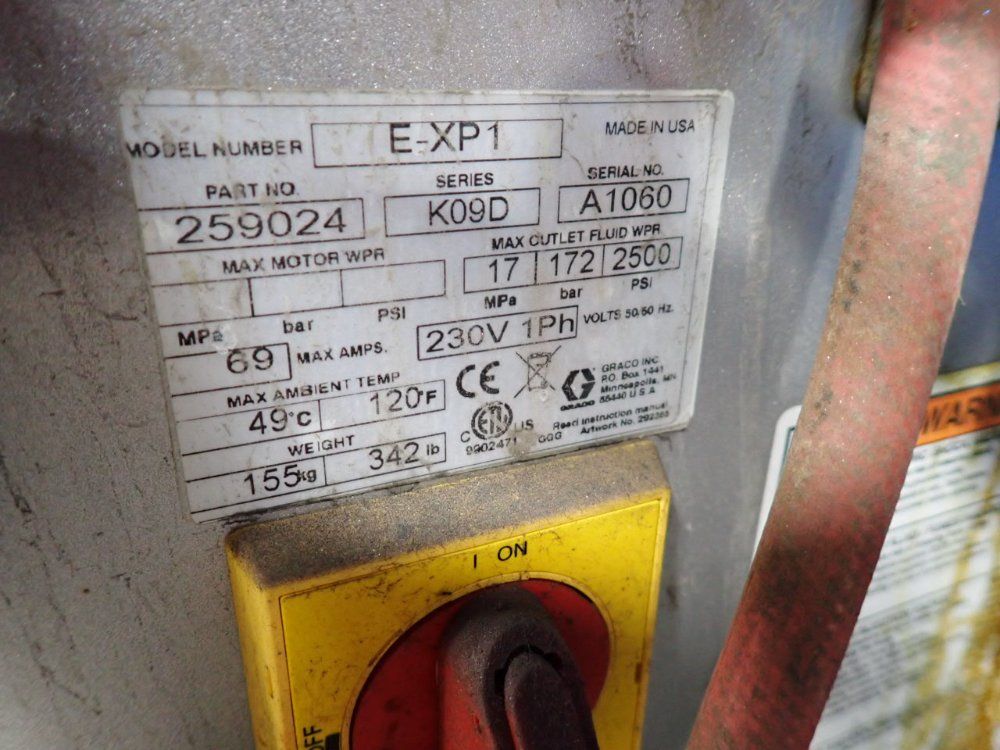 MODEL NUMBER E-XP1 MADE IN USA
PART NO. SERIES SERIAL NO.
259024 K09D A1060
MAX MOTOR WPR MAX OUTLET FLUID WPR
17 172 2500
MPa bar PSI MPa bar PSI
69 MAX AMPS. 230V 1Ph VOLTS 50/60 Hz.
MAX AMBIENT TEMP
49°C 120°F
WEIGHT
155kg 342 lb
CE
GRACO
GRACO INC.
P.O. Box 1441
Minneapolis, MN
55440 U.S.A
C US
9902471 GGG
Read instruction manual
Artwork No.
I ON
OFF